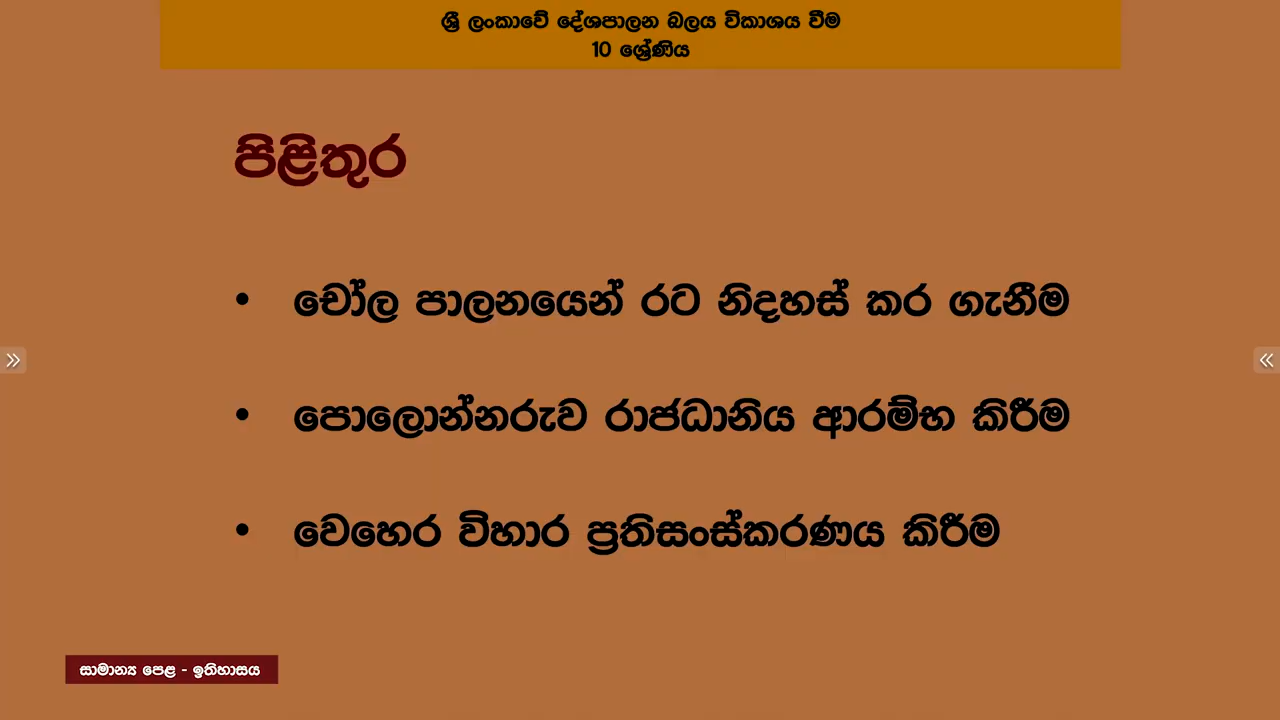 ශ්‍රී ලංකාවේ දේශපාලන බලය විකාශය වීම
10 ශ්‍රේණිය
පිළිතුර
• චෝල පාලනයෙන් රට නිදහස් කර ගැනීම
• පොලොන්නරුව රාජධානිය ආරම්භ කිරීම
• වෙහෙර විහාර ප්‍රතිසංස්කරණය කිරීම
සාමාන්‍ය පෙළ - ඉතිහාසය